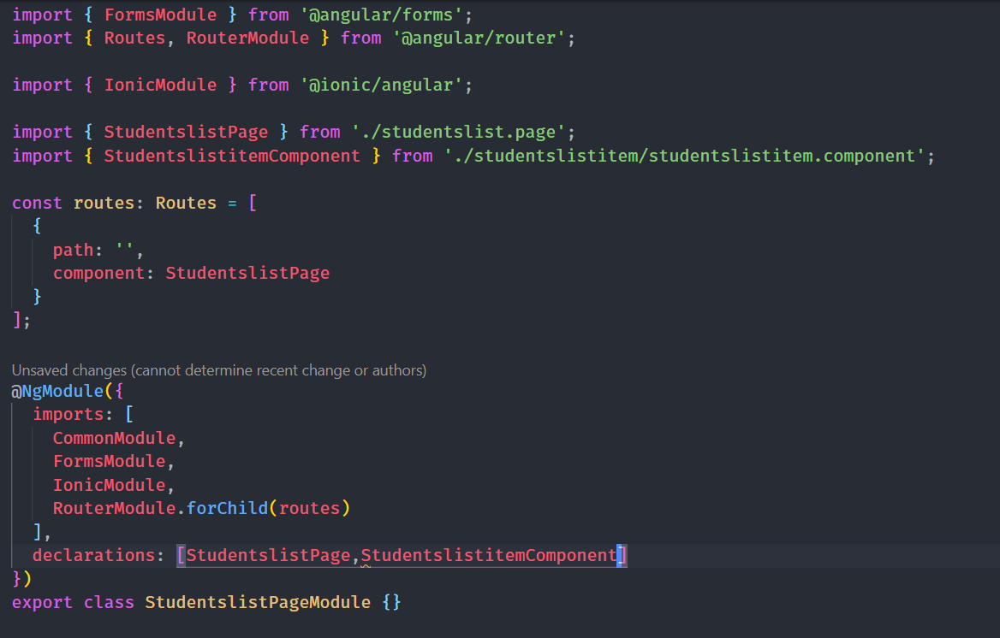 import { FormsModule } from '@angular/forms';
import { Routes, RouterModule } from '@angular/router';
import { IonicModule } from '@ionic/angular';
import { StudentslistPage } from './studentslist.page';
import { StudentslistitemComponent } from './studentslistitem/studentslistitem.component';
const routes: Routes = [
{
path: '',
component: StudentslistPage
}
];
Unsaved changes (cannot determine recent change or authors)
@NgModule({
imports: [
CommonModule,
FormsModule,
IonicModule,
RouterModule.forChild(routes)
],
declarations: [StudentslistPage,StudentslistitemComponent]
})
export class StudentslistPageModule {}